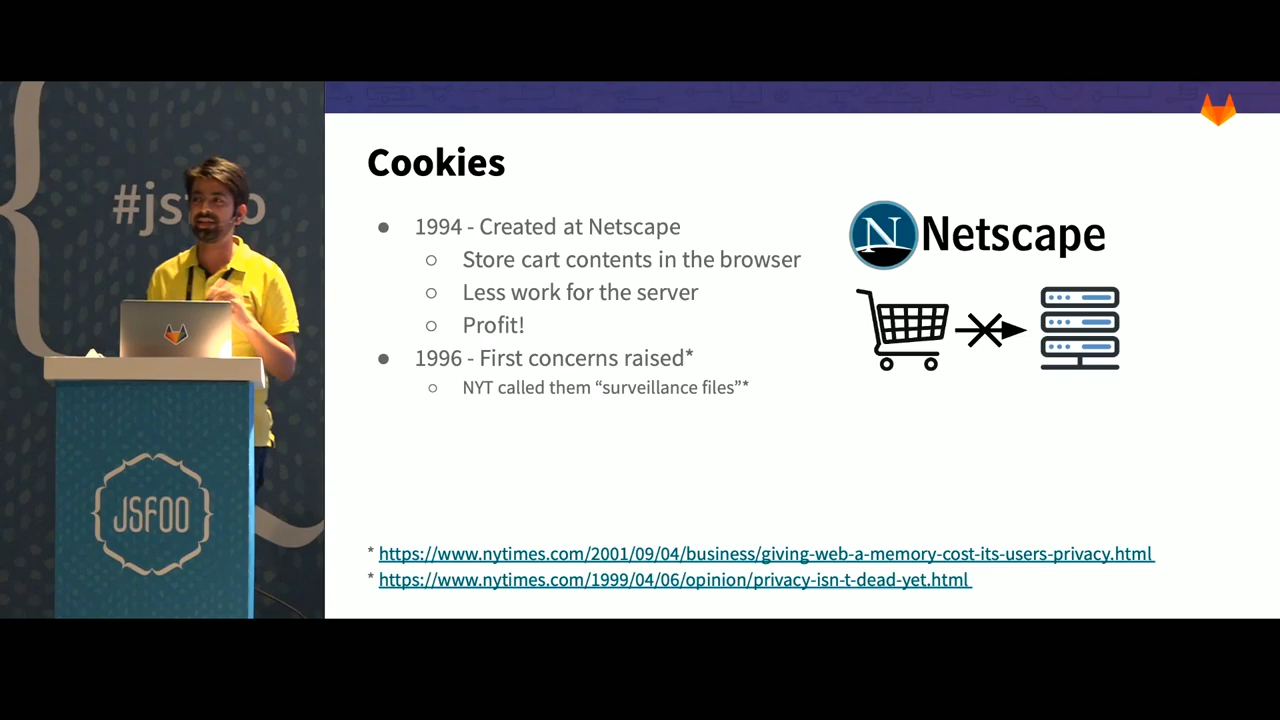 #jsfoo
JSFOO
Cookies
● 1994 - Created at Netscape
○ Store cart contents in the browser
○ Less work for the server
○ Profit!
● 1996 - First concerns raised*
○ NYT called them “surveillance files”*
N Netscape
* https://www.nytimes.com/2001/09/04/business/giving-web-a-memory-cost-its-users-privacy.html
* https://www.nytimes.com/1999/04/06/opinion/privacy-isn-t-dead-yet.html